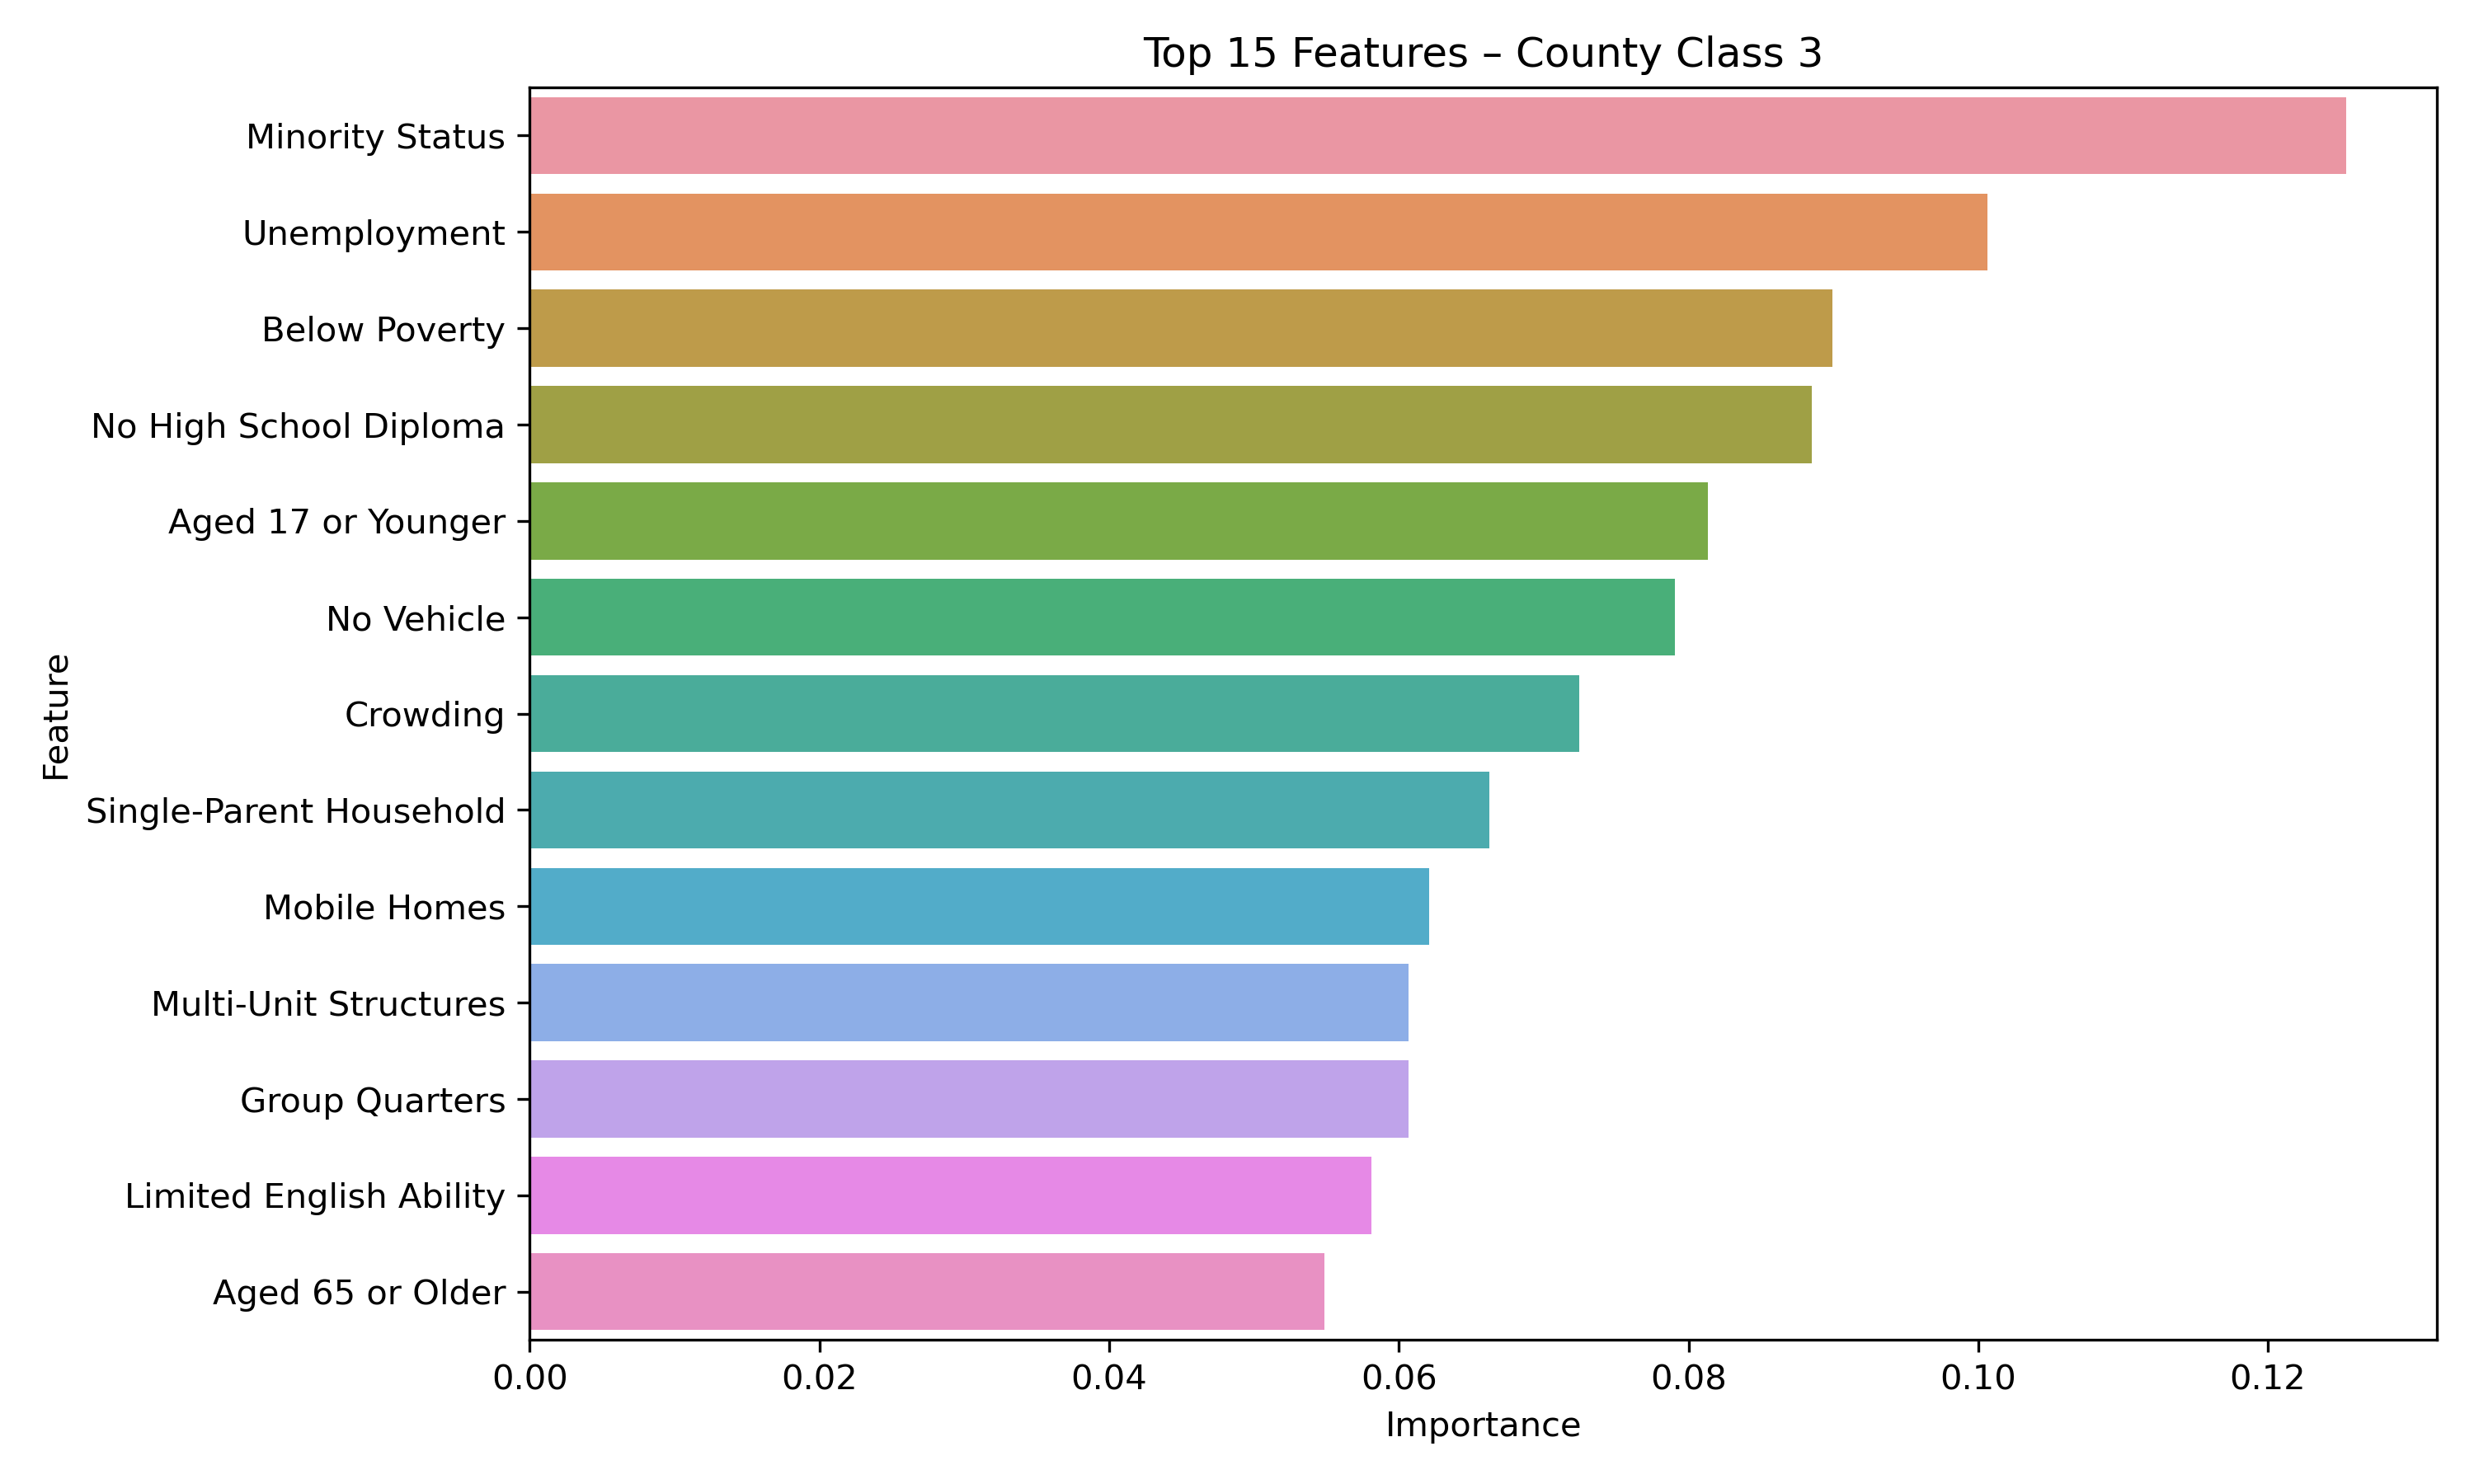 Top 15 Features – County Class 3
Minority Status
Unemployment
Below Poverty
No High School Diploma
Aged 17 or Younger
No Vehicle
Crowding
Single-Parent Household
Mobile Homes
Multi-Unit Structures
Group Quarters
Limited English Ability
Aged 65 or Older
Feature
0.00 0.02 0.04 0.06 0.08 0.10 0.12
Importance